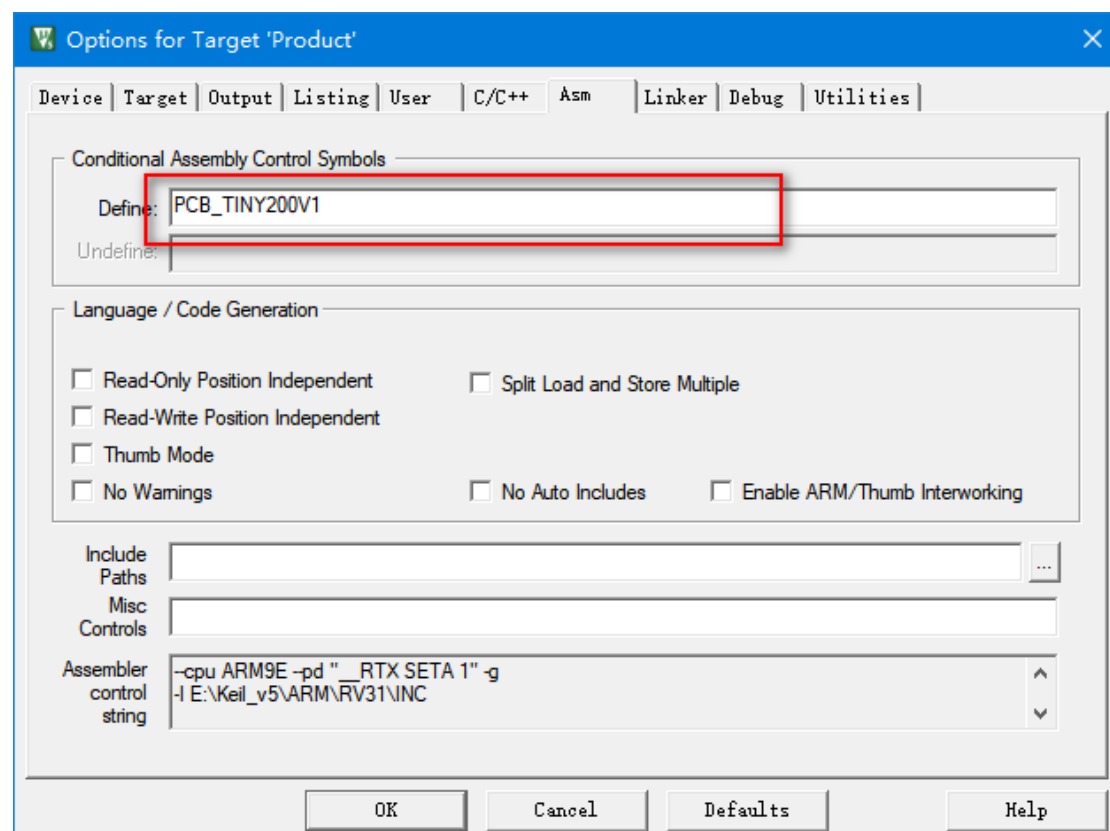 Options for Target 'Product'
Device Target Output Listing User C/C++ Asm Linker Debug Utilities
Conditional Assembly Control Symbols
Define: PCB_TINY200V1
Undefine:
Language / Code Generation
Read-Only Position Independent Split Load and Store Multiple
Read-Write Position Independent
Thumb Mode
No Warnings No Auto Includes Enable ARM/Thumb Interworking
Include
Paths
...
Misc
Controls
Assembler
control
string
--cpu ARM9E --pd "__RTX SETA 1" -g
-I E:\Keil_v5\ARM\RV31\INC
OK Cancel Defaults Help